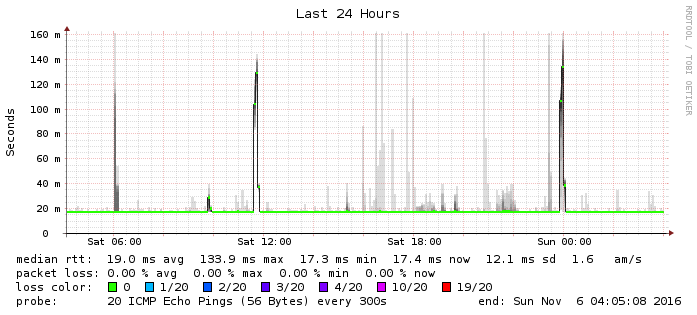 Last 24 Hours
RRDTOOL / TOBI OETIKER
Seconds
160 m
140 m
120 m
100 m
80 m
60 m
40 m
20 m
0
Sat 06:00 Sat 12:00 Sat 18:00 Sun 00:00
median rtt: 19.0 ms avg 133.9 ms max 17.3 ms min 17.4 ms now 12.1 ms sd 1.6 am/s
packet loss: 0.00 % avg 0.00 % max 0.00 % min 0.00 % now
loss color: 0 1/20 2/20 3/20 4/20 10/20 19/20
probe: 20 ICMP Echo Pings (56 Bytes) every 300s end: Sun Nov 6 04:05:08 2016